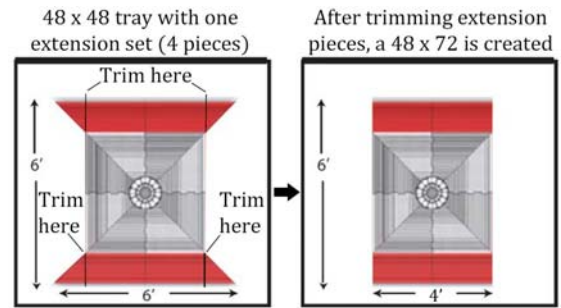 48 x 48 tray with one
extension set (4 pieces)
Trim here
6'
Trim
here
Trim
here
6'
After trimming extension
pieces, a 48 x 72 is created
6'
4'